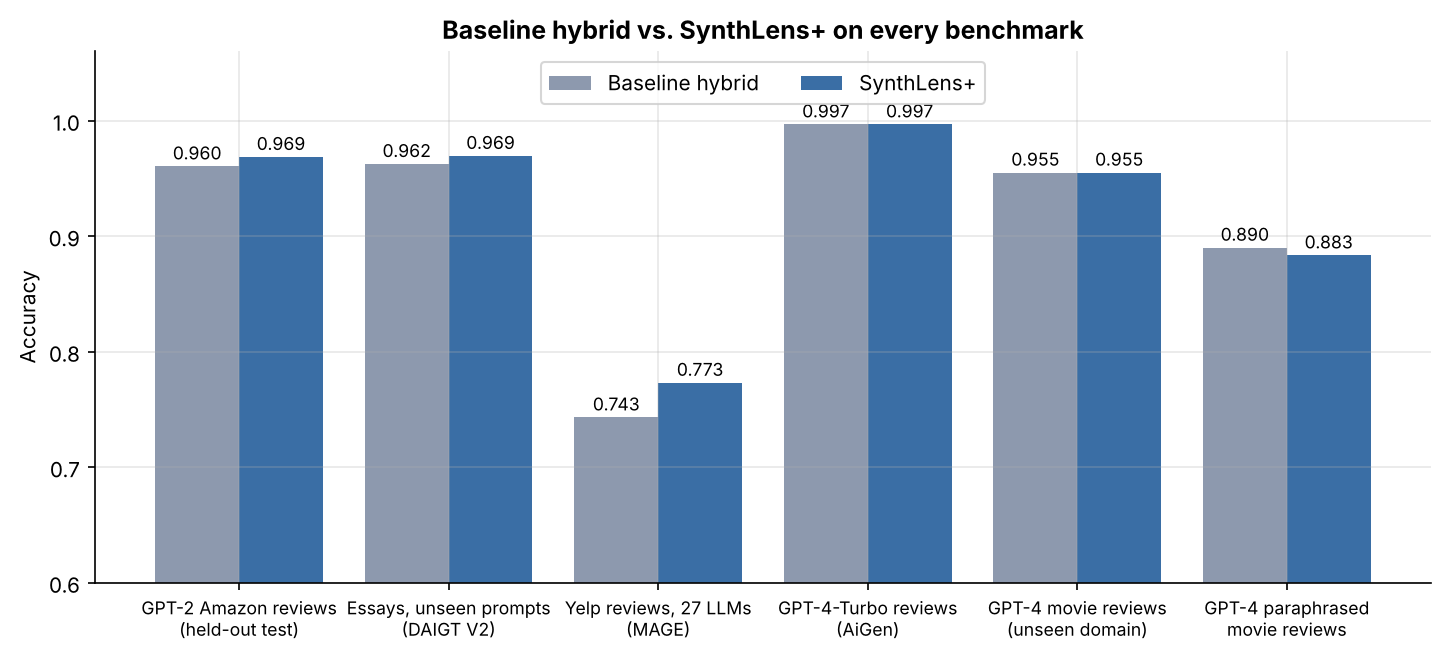 Baseline hybrid vs. SynthLens+ on every benchmark
Baseline hybrid
SynthLens+
Accuracy
1.0
0.9
0.8
0.7
0.6
0.960
0.969
0.962
0.969
0.743
0.773
0.997
0.997
0.955
0.955
0.890
0.883
GPT-2 Amazon reviews
(held-out test)
Essays, unseen prompts
(DAIGT V2)
Yelp reviews, 27 LLMs
(MAGE)
GPT-4-Turbo reviews
(AiGen)
GPT-4 movie reviews
(unseen domain)
GPT-4 paraphrased
movie reviews